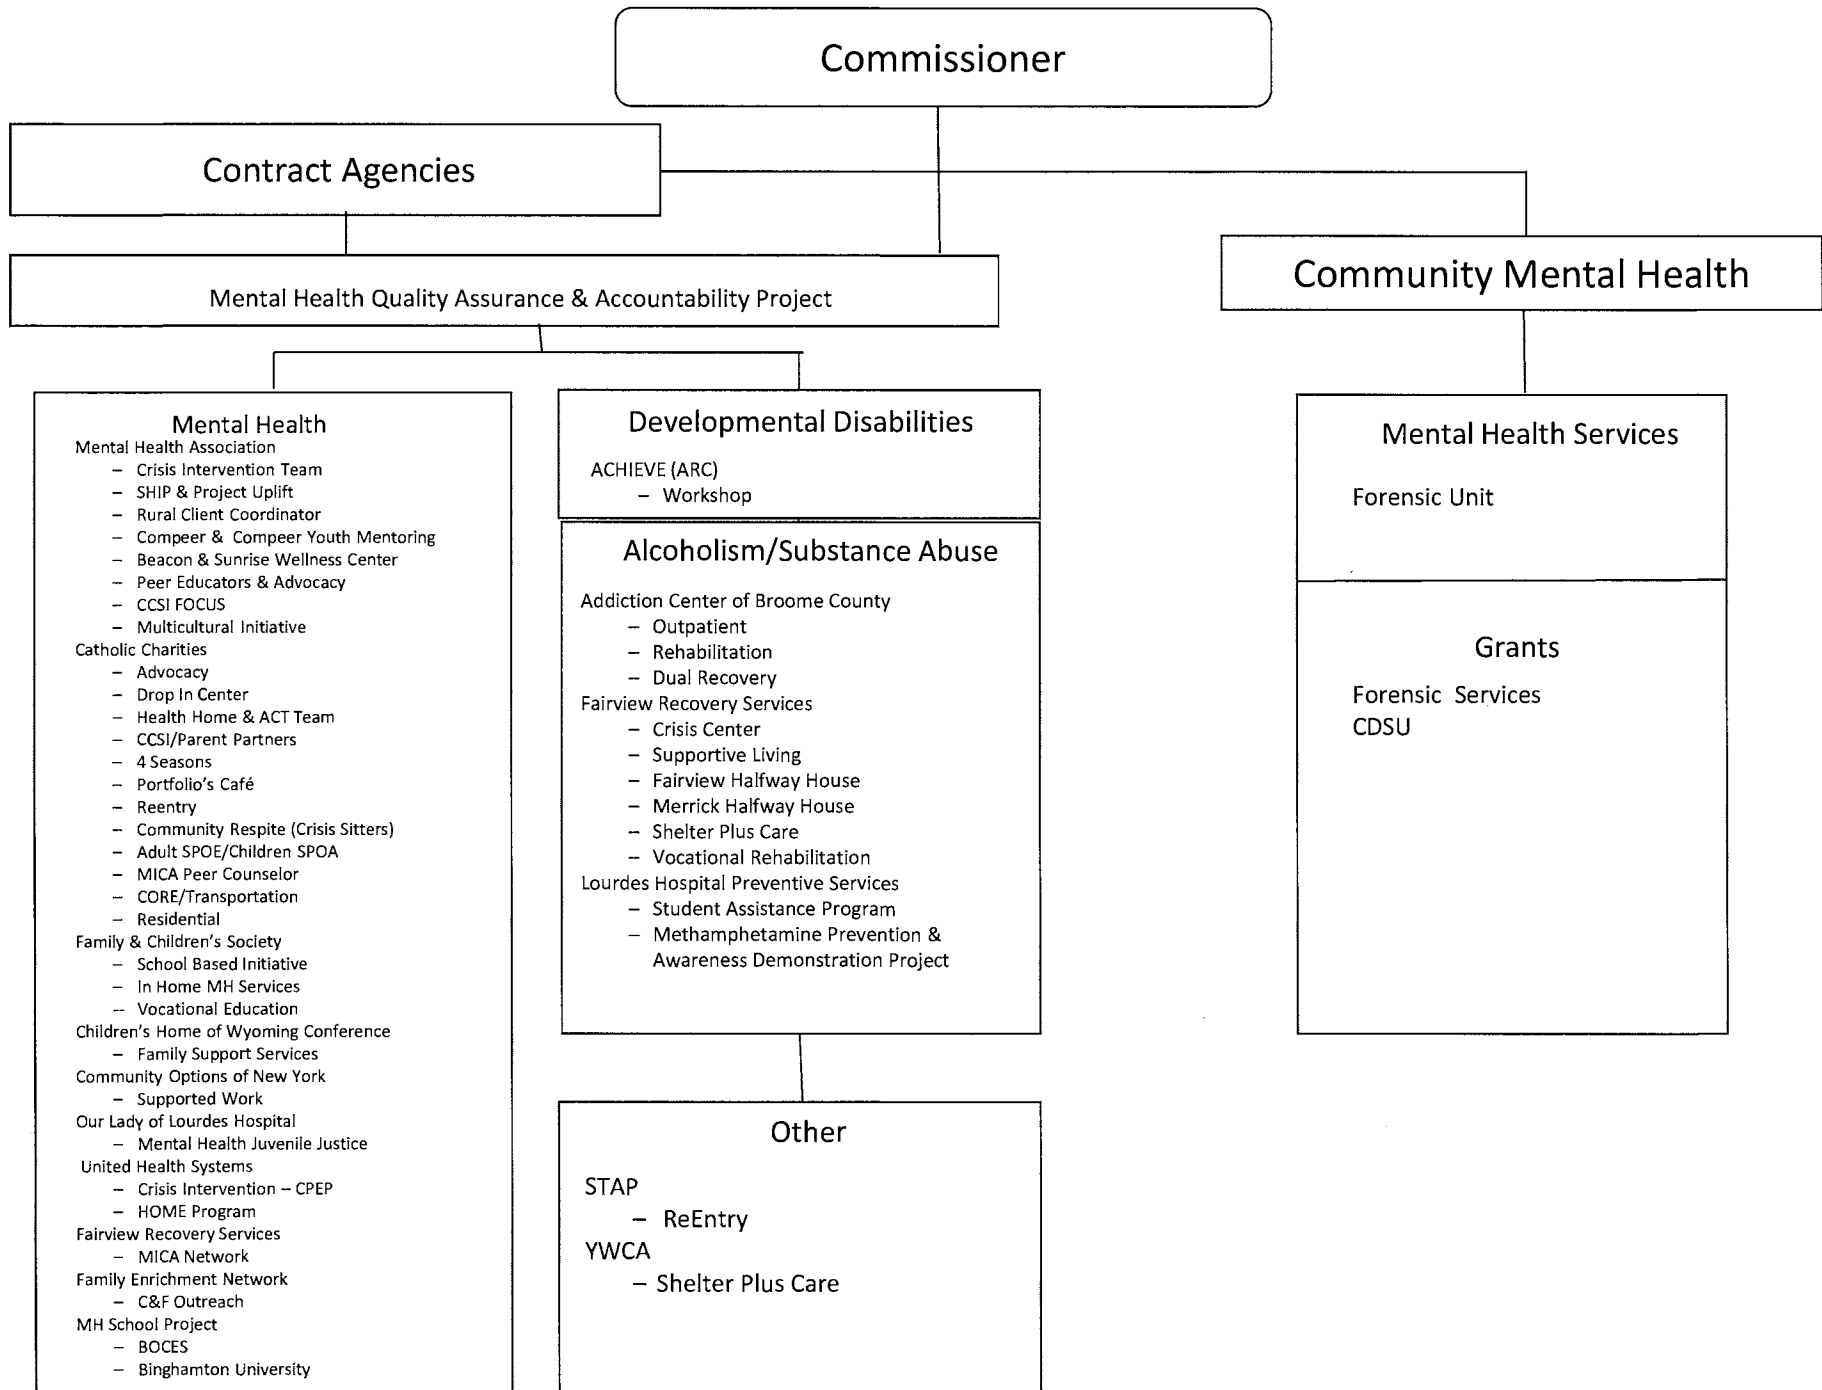 Commissioner
Contract Agencies
Community Mental Health
Mental Health Quality Assurance & Accountability Project
Mental Health
Mental Health Association
– Crisis Intervention Team
– SHIP & Project Uplift
– Rural Client Coordinator
– Compeer & Compeer Youth Mentoring
– Beacon & Sunrise Wellness Center
– Peer Educators & Advocacy
– CCSI FOCUS
– Multicultural Initiative
Catholic Charities
– Advocacy
– Drop In Center
– Health Home & ACT Team
– CCSI/Parent Partners
– 4 Seasons
– Portfolio's Café
– Reentry
– Community Respite (Crisis Sitters)
– Adult SPOE/Children SPOA
– MICA Peer Counselor
– CORE/Transportation
– Residential
Family & Children's Society
– School Based Initiative
– In Home MH Services
-- Vocational Education
Children's Home of Wyoming Conference
– Family Support Services
Community Options of New York
– Supported Work
Our Lady of Lourdes Hospital
– Mental Health Juvenile Justice
United Health Systems
– Crisis Intervention – CPEP
– HOME Program
Fairview Recovery Services
– MICA Network
Family Enrichment Network
– C&F Outreach
MH School Project
– BOCES
– Binghamton University
Developmental Disabilities
ACHIEVE (ARC)
– Workshop
Alcoholism/Substance Abuse
Addiction Center of Broome County
– Outpatient
– Rehabilitation
– Dual Recovery
Fairview Recovery Services
– Crisis Center
– Supportive Living
– Fairview Halfway House
– Merrick Halfway House
– Shelter Plus Care
– Vocational Rehabilitation
Lourdes Hospital Preventive Services
– Student Assistance Program
– Methamphetamine Prevention &
Awareness Demonstration Project
Other
STAP
– ReEntry
YWCA
– Shelter Plus Care
Mental Health Services
Forensic Unit
Grants
Forensic Services
CDSU